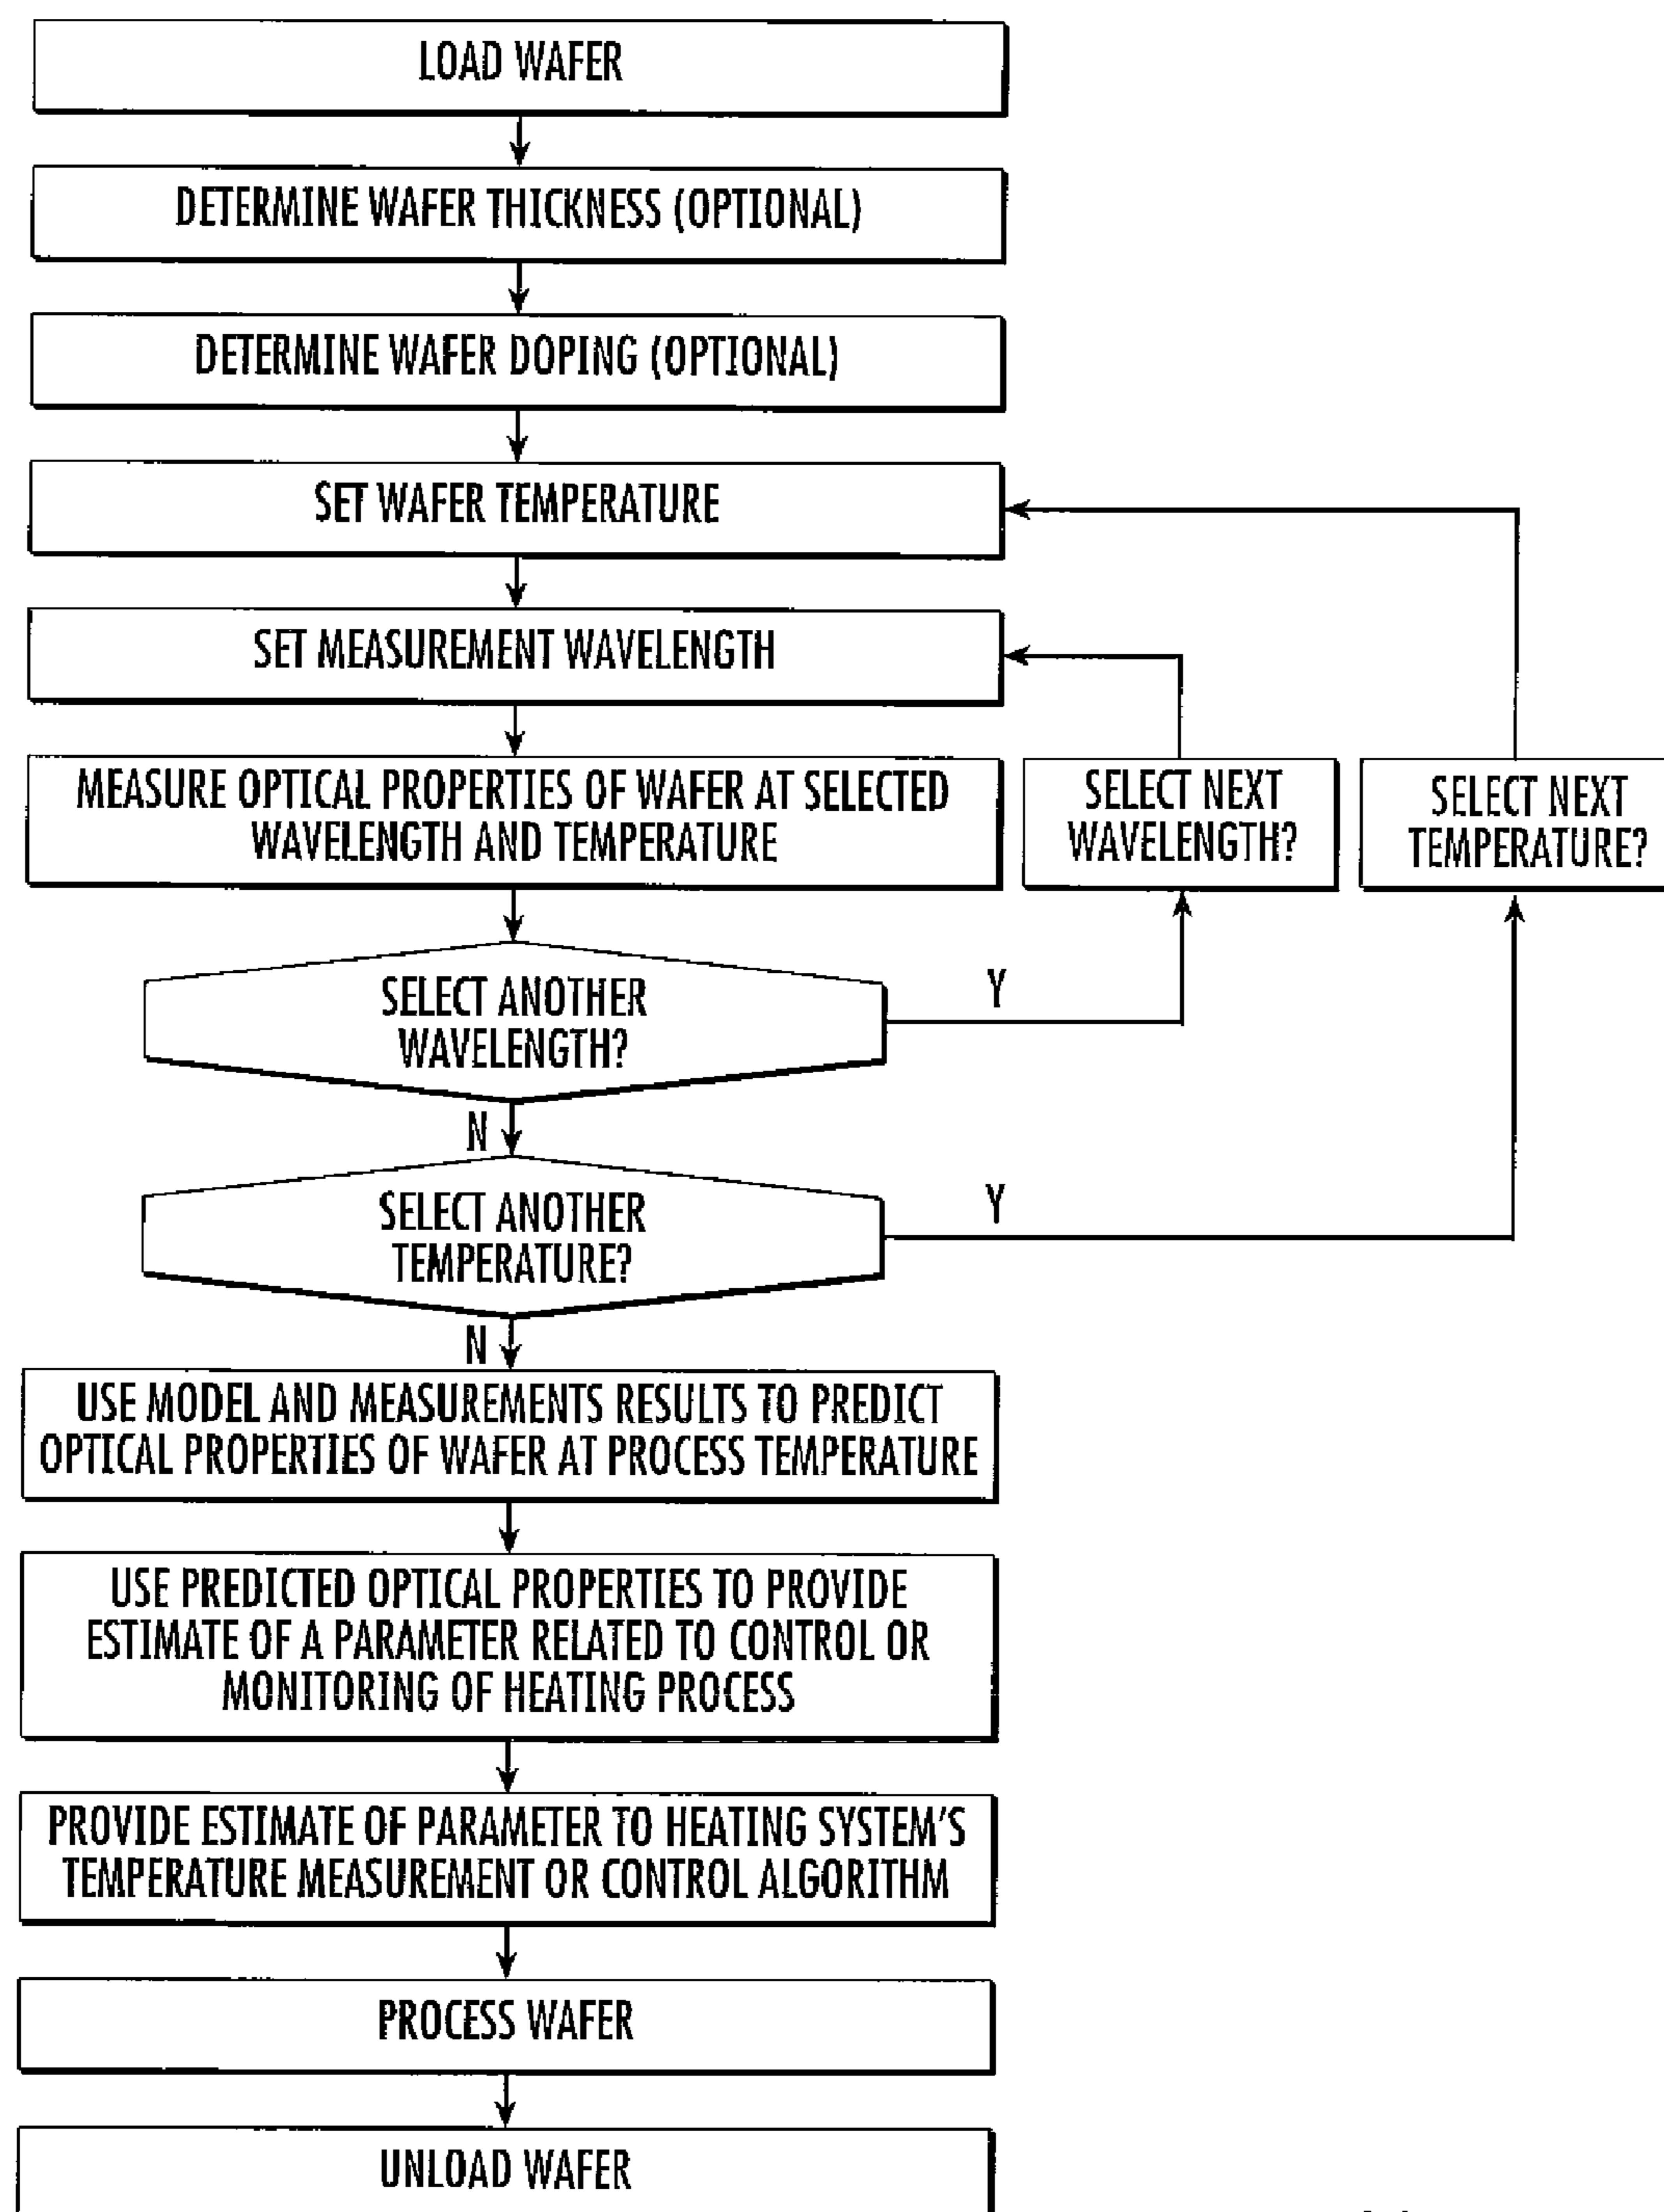 LOAD WAFER
DETERMINE WAFER THICKNESS (OPTIONAL)
DETERMINE WAFER DOPING (OPTIONAL)
SET WAFER TEMPERATURE
SET MEASUREMENT WAVELENGTH
MEASURE OPTICAL PROPERTIES OF WAFER AT SELECTED
WAVELENGTH AND TEMPERATURE
SELECT NEXT
WAVELENGTH?
SELECT NEXT
TEMPERATURE?
SELECT ANOTHER
WAVELENGTH?
Y
N
SELECT ANOTHER
TEMPERATURE?
Y
N
USE MODEL AND MEASUREMENTS RESULTS TO PREDICT
OPTICAL PROPERTIES OF WAFER AT PROCESS TEMPERATURE
USE PREDICTED OPTICAL PROPERTIES TO PROVIDE
ESTIMATE OF A PARAMETER RELATED TO CONTROL OR
MONITORING OF HEATING PROCESS
PROVIDE ESTIMATE OF PARAMETER TO HEATING SYSTEM'S
TEMPERATURE MEASUREMENT OR CONTROL ALGORITHM
PROCESS WAFER
UNLOAD WAFER